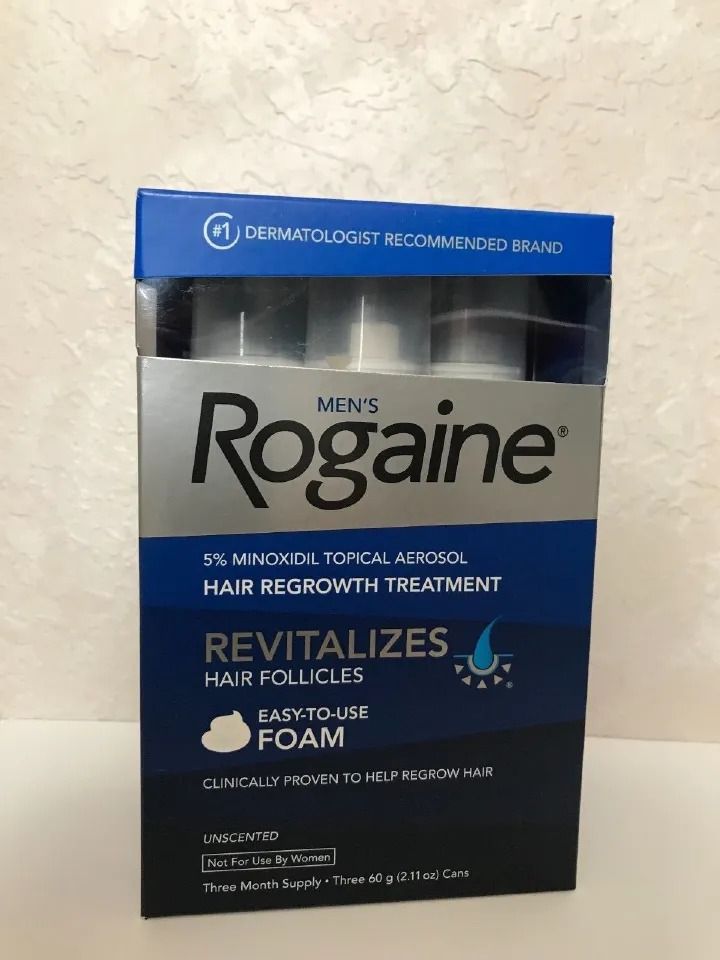 #1 DERMATOLOGIST RECOMMENDED BRAND
MEN'S
Rogaine®
5% MINOXIDIL TOPICAL AEROSOL
HAIR REGROWTH TREATMENT
REVITALIZES
HAIR FOLLICLES
®
EASY-TO-USE
FOAM
CLINICALLY PROVEN TO HELP REGROW HAIR
UNSCENTED
Not For Use By Women
Three Month Supply • Three 60 g (2.11 oz) Cans